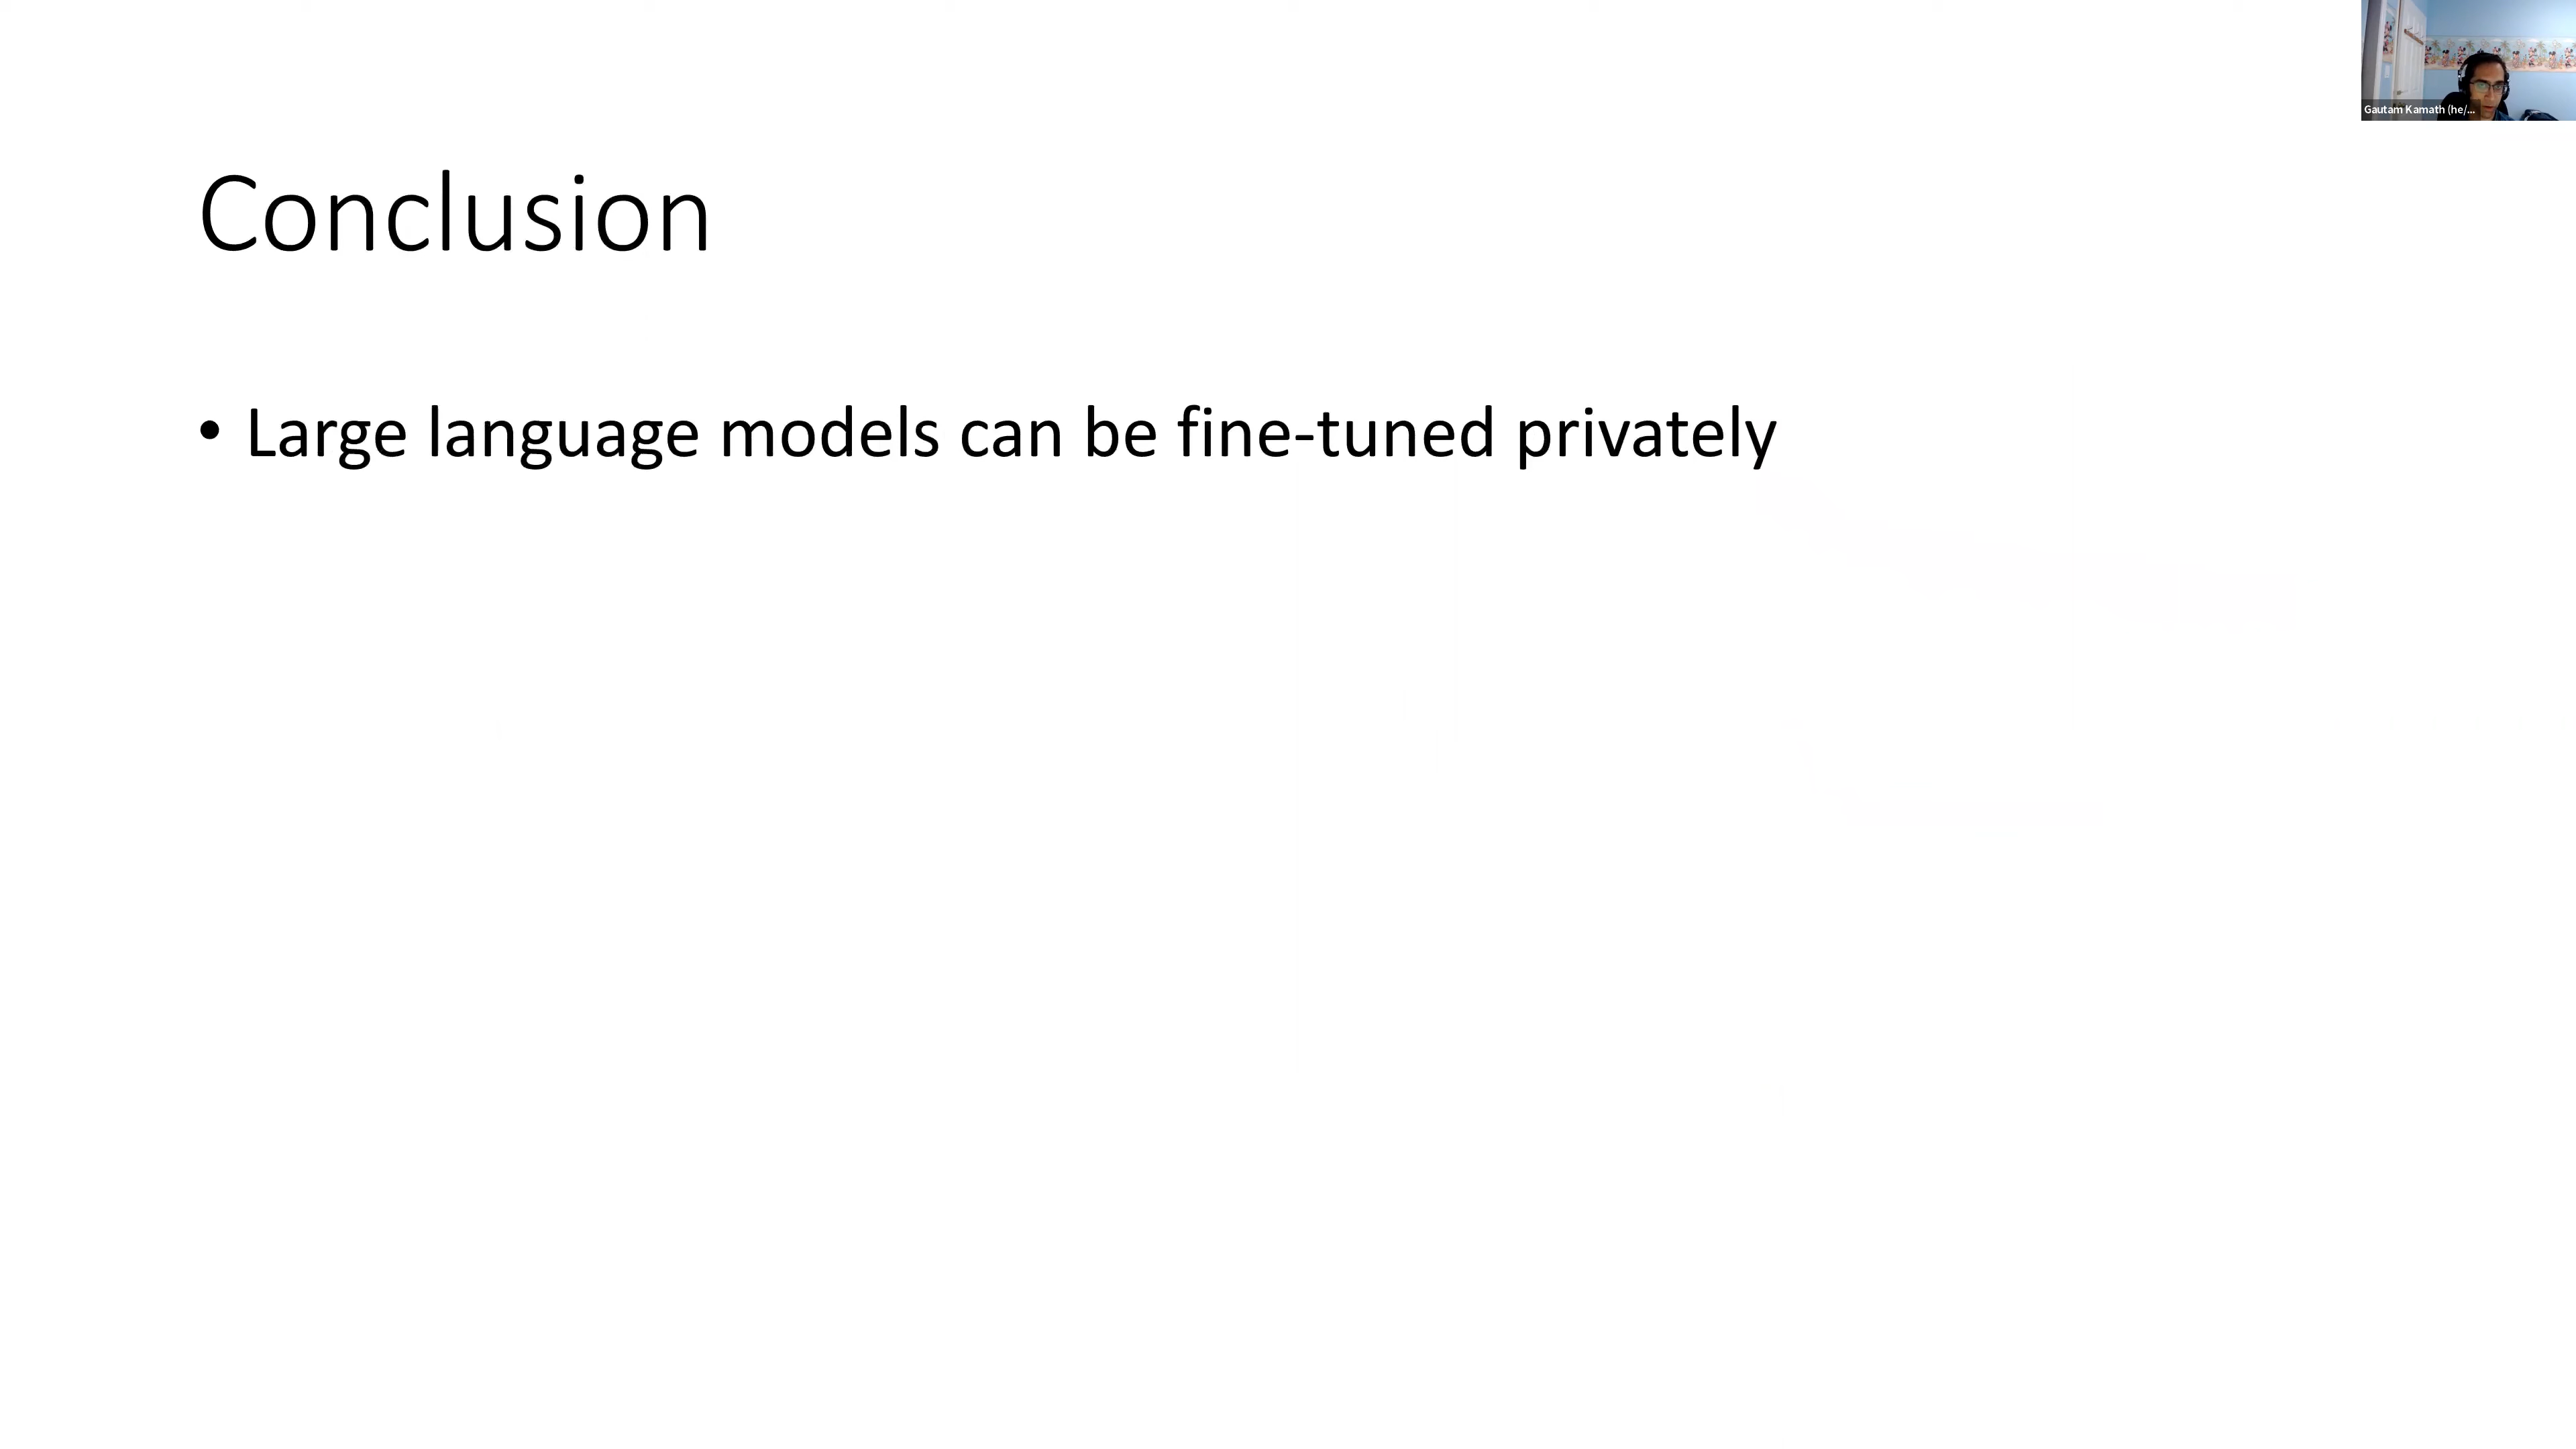 Gautam Kamath (he/...
Conclusion
• Large language models can be fine-tuned privately